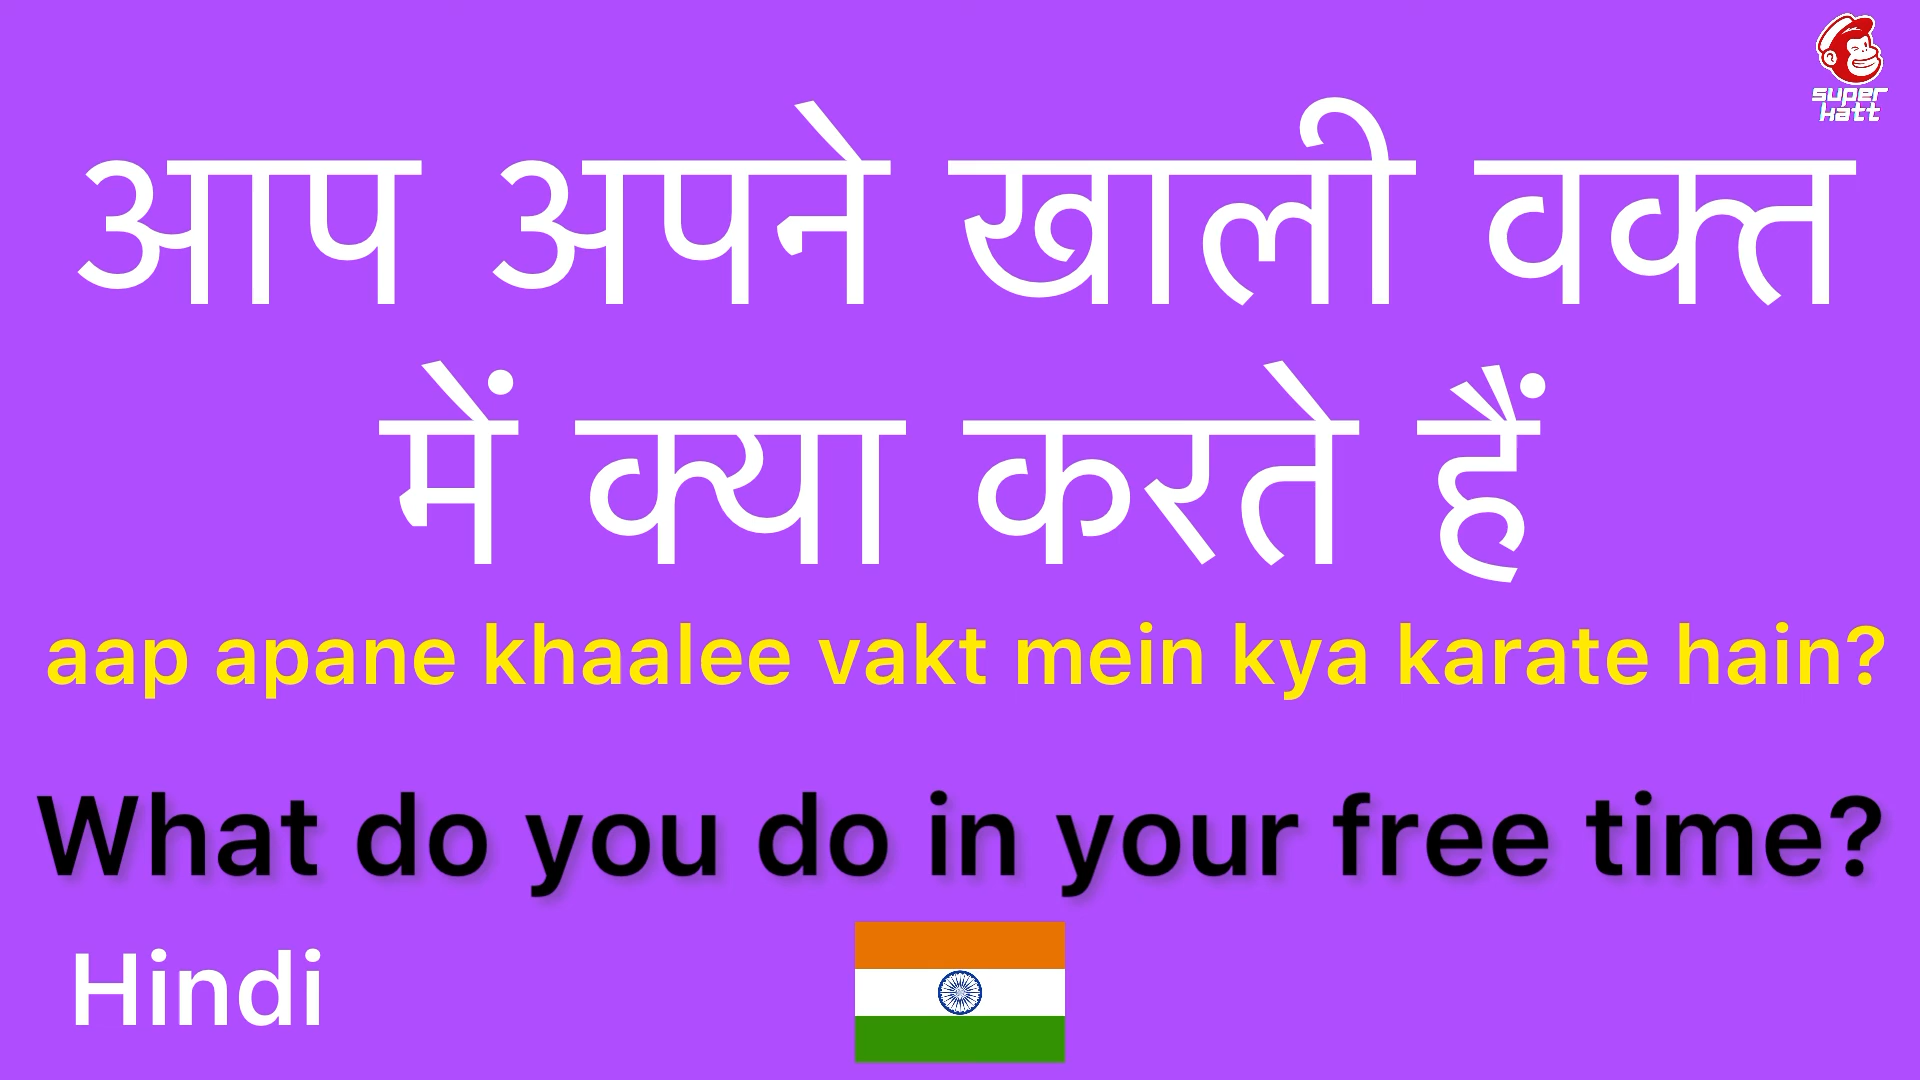 super
Katt
आप अपने खाली वक्त
में क्या करते हैं
aap apane khaalee vakt mein kya karate hain?
What do you do in your free time?
Hindi